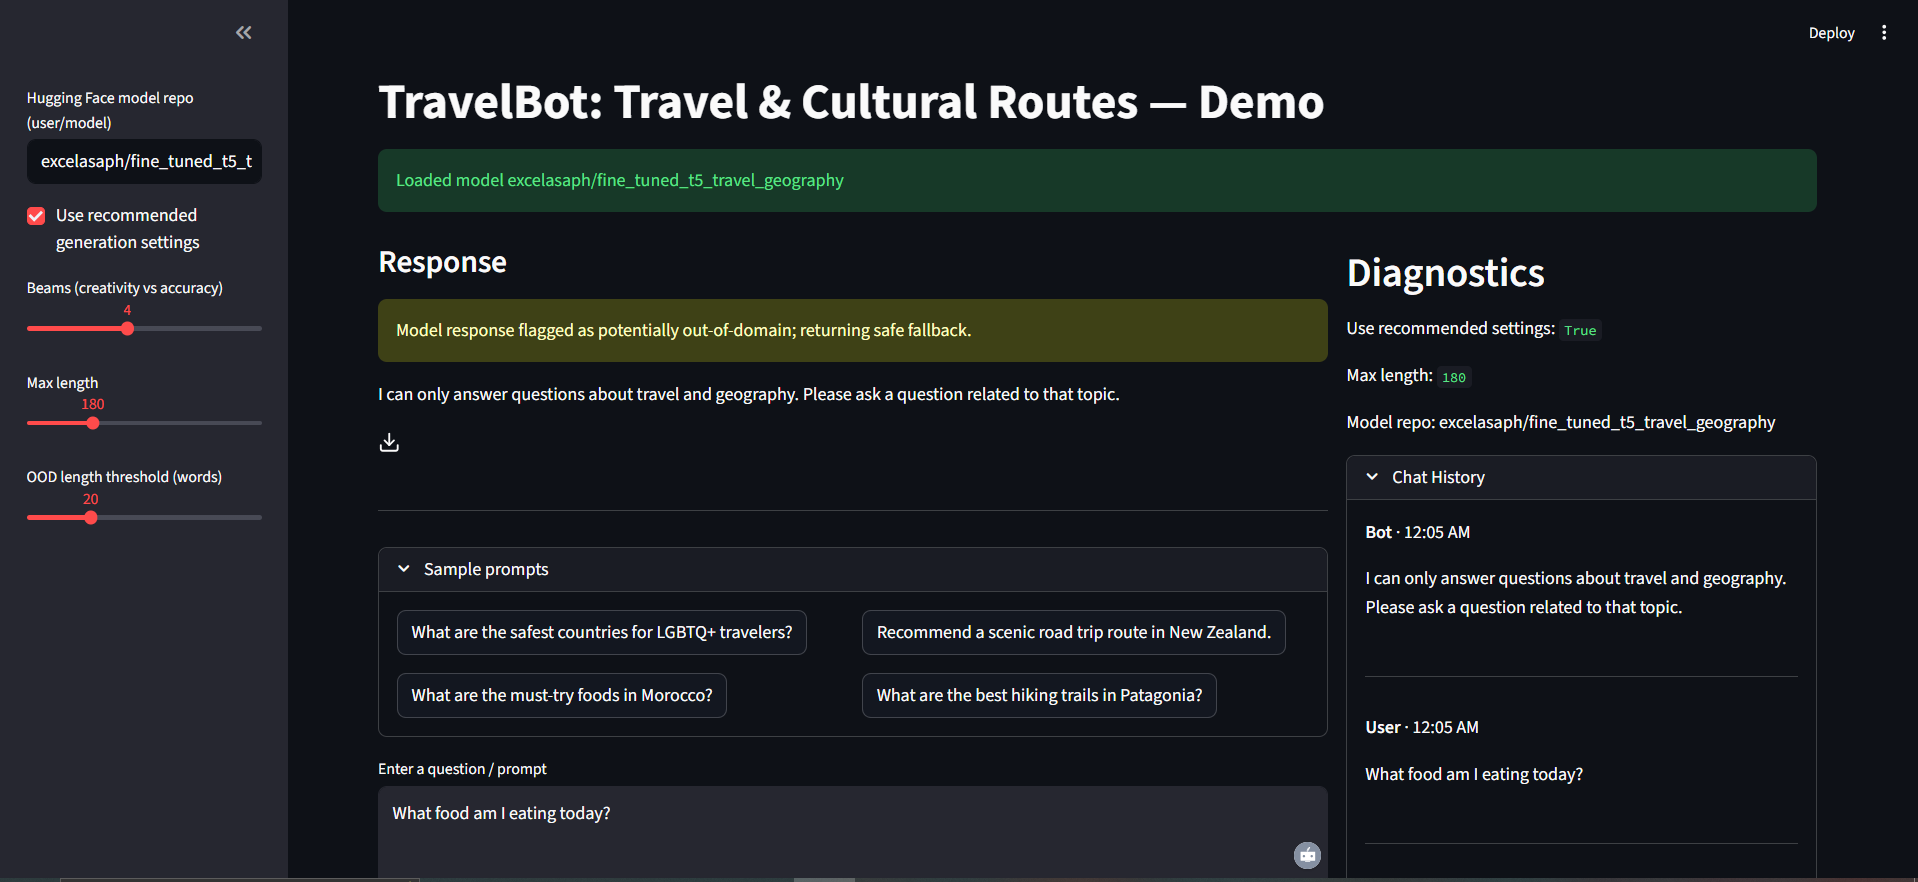 Hugging Face model repo
(user/model)
excelasaph/fine_tuned_t5_t
Use recommended
generation settings
Beams (creativity vs accuracy)
4
Max length
180
OOD length threshold (words)
20
Deploy
TravelBot: Travel & Cultural Routes — Demo
Loaded model excelasaph/fine_tuned_t5_travel_geography
Response
Model response flagged as potentially out-of-domain; returning safe fallback.
I can only answer questions about travel and geography. Please ask a question related to that topic.
Sample prompts
What are the safest countries for LGBTQ+ travelers?
Recommend a scenic road trip route in New Zealand.
What are the must-try foods in Morocco?
What are the best hiking trails in Patagonia?
Enter a question / prompt
What food am I eating today?
Diagnostics
Use recommended settings: True
Max length: 180
Model repo: excelasaph/fine_tuned_t5_travel_geography
Chat History
Bot · 12:05 AM
I can only answer questions about travel and geography.
Please ask a question related to that topic.
User · 12:05 AM
What food am I eating today?